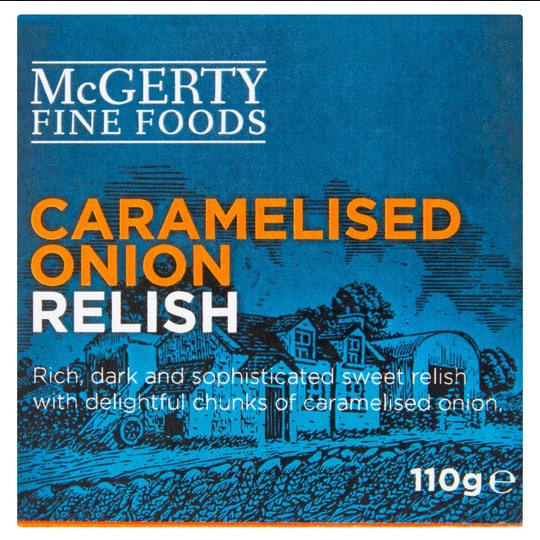 McGERTY
FINE FOODS
CARAMELISED
ONION
RELISH
Rich, dark and sophisticated sweet relish
with delightful chunks of caramelised onion.
110g ℮